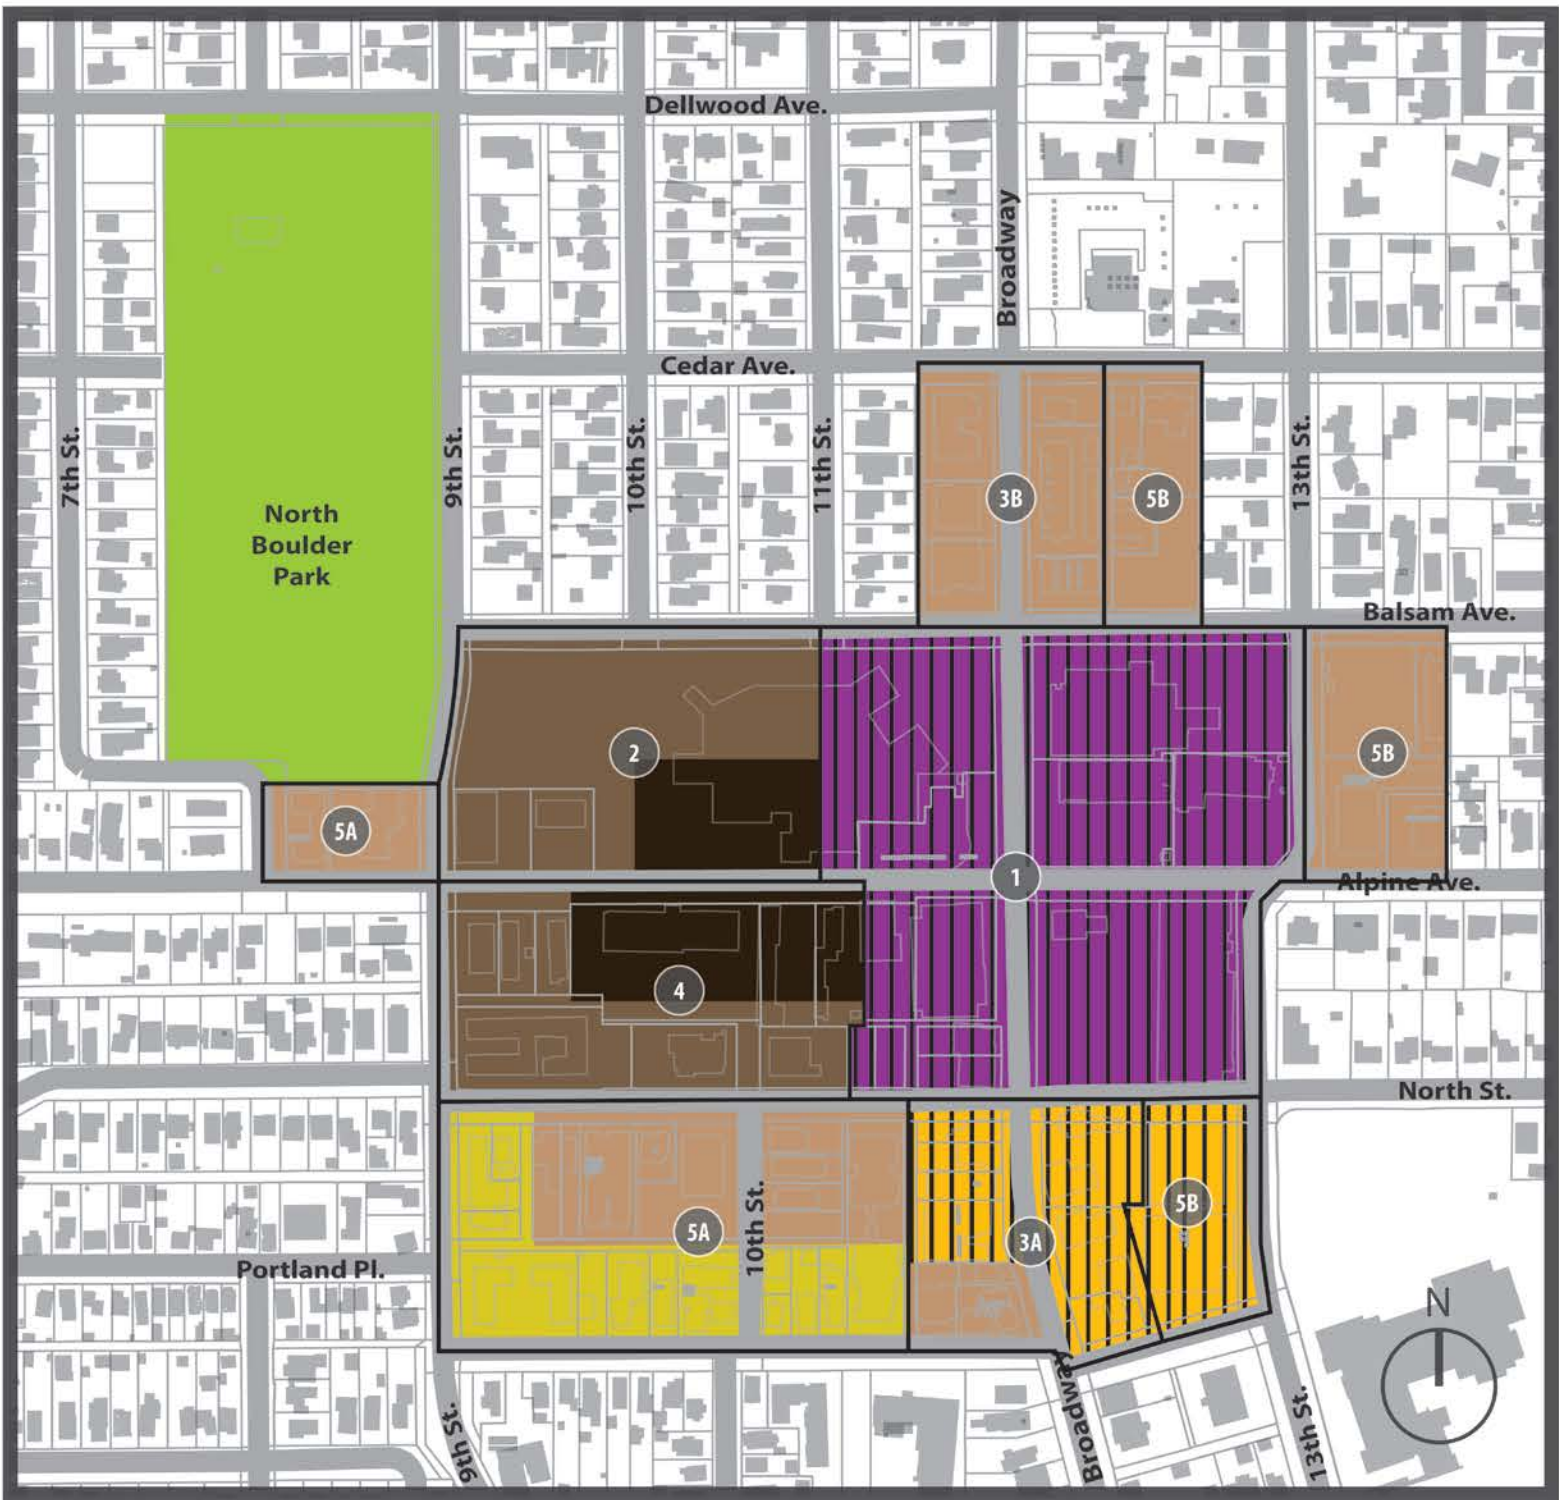 Dellwood Ave.
Broadway
Cedar Ave.
7th St.
9th St.
10th St.
11th St.
13th St.
3B
5B
North
Boulder
Park
Balsam Ave.
2
5B
5A
1
Alpine Ave.
4
North St.
5A
10th St.
3A
5B
Portland Pl.
N
9th St.
Broadway
13th St.